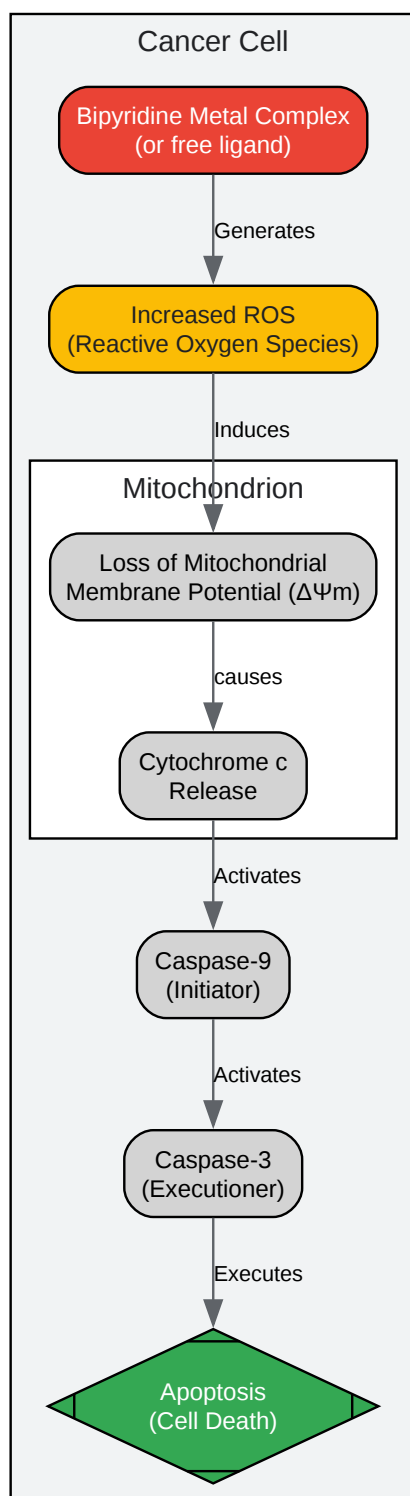 Cancer Cell
Bipyridine Metal Complex
(or free ligand)
Generates
Increased ROS
(Reactive Oxygen Species)
Induces
Mitochondrion
Loss of Mitochondrial
Membrane Potential (ΔΨm)
causes
Cytochrome c
Release
Activates
Caspase-9
(Initiator)
Activates
Caspase-3
(Executioner)
Executes
Apoptosis
(Cell Death)